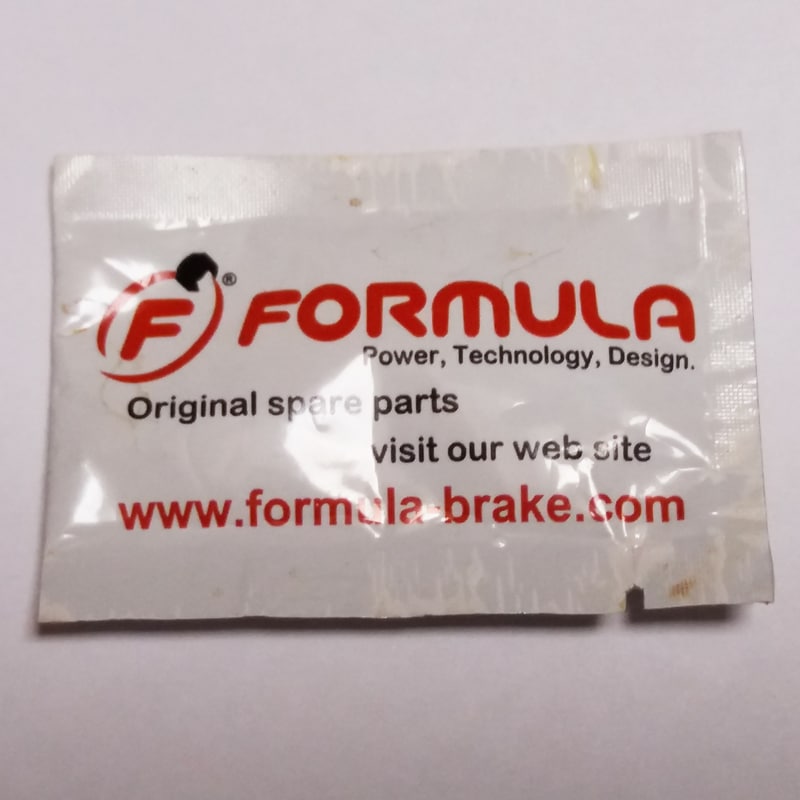 F® FORMULA
Power, Technology, Design.
Original spare parts
visit our web site
www.formula-brake.com